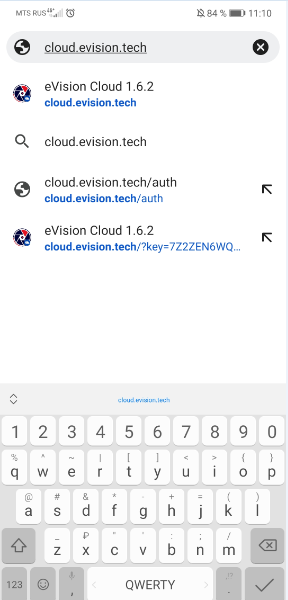 MTS RUS 84 % 11:10
cloud.evision.tech
eVision Cloud 1.6.2
cloud.evision.tech
cloud.evision.tech
cloud.evision.tech/auth
cloud.evision.tech/auth
eVision Cloud 1.6.2
cloud.evision.tech/?key=7Z2ZEN6WQ...
cloud.evision.tech
1 2 3 4 5 6 7 8 9 0
% ^ ~ | [ ] < > { }
q w e r t y u i o p
@ # & * - + = ( )
a s d f g h j k l
_ ₽ " ' : ; /
z x c v b n m
123 , QWERTY .